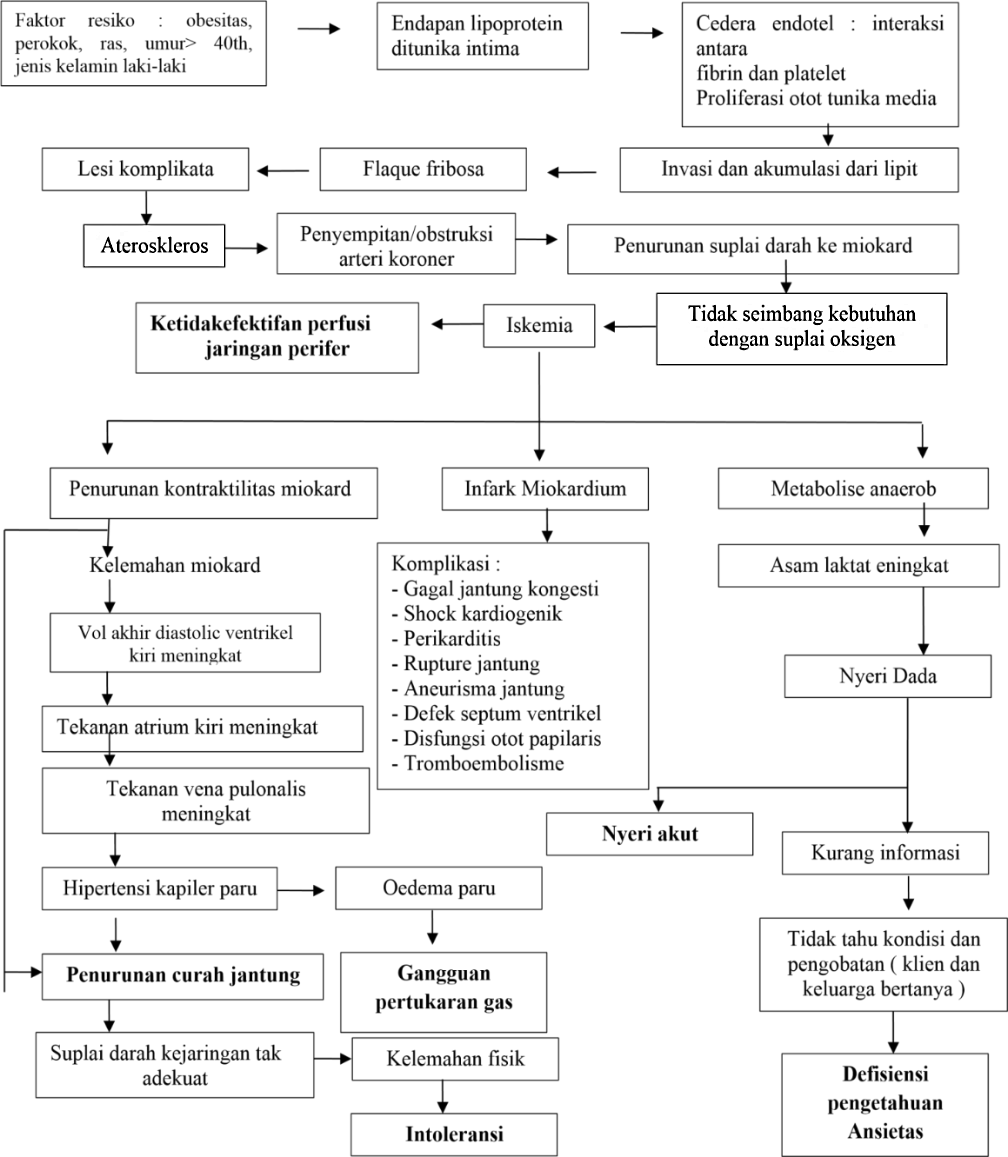 Faktor resiko : obesitas,
perokok, ras, umur> 40th,
jenis kelamin laki-laki
Endapan lipoprotein
ditunika intima
Cedera endotel : interaksi
antara
fibrin dan platelet
Proliferasi otot tunika media
Lesi komplikata
Flaque fribosa
Invasi dan akumulasi dari lipit
Ateroskleros
Penyempitan/obstruksi
arteri koroner
Penurunan suplai darah ke miokard
Ketidakefektifan perfusi
jaringan perifer
Iskemia
Tidak seimbang kebutuhan
dengan suplai oksigen
Penurunan kontraktilitas miokard
Infark Miokardium
Metabolise anaerob
Kelemahan miokard
Komplikasi :
- Gagal jantung kongesti
- Shock kardiogenik
- Perikarditis
- Rupture jantung
- Aneurisma jantung
- Defek septum ventrikel
- Disfungsi otot papilaris
- Tromboembolisme
Asam laktat eningkat
Vol akhir diastolic ventrikel
kiri meningkat
Nyeri Dada
Tekanan atrium kiri meningkat
Tekanan vena pulonalis
meningkat
Nyeri akut
Kurang informasi
Hipertensi kapiler paru
Oedema paru
Tidak tahu kondisi dan
pengobatan ( klien dan
keluarga bertanya )
Penurunan curah jantung
Gangguan
pertukaran gas
Suplai darah kejaringan tak
adekuat
Kelemahan fisik
Defisiensi
pengetahuan
Ansietas
Intoleransi